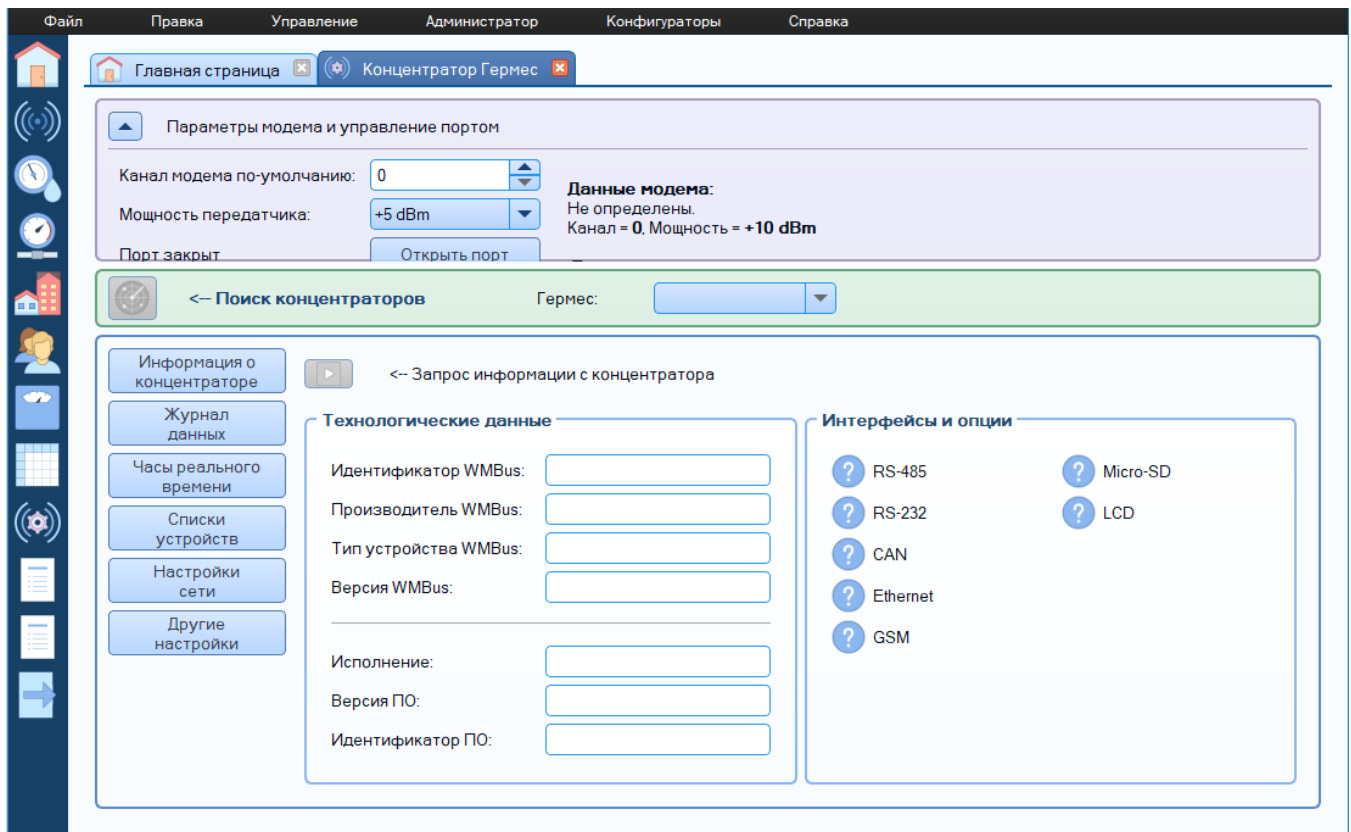 Файл Правка Управление Администратор Конфигураторы Справка
Главная страница Концентратор Гермес
Параметры модема и управление портом
Канал модема по-умолчанию: 0
Данные модема:
Мощность передатчика: +5 dBm
Не определены.
Канал = 0, Мощность = +10 dBm
Порт закрыт Открыть порт
<-- Поиск концентраторов Гермес:
Информация о
концентраторе
<-- Запрос информации с концентратора
Журнал
данных
Часы реального
времени
Списки
устройств
Настройки
сети
Другие
настройки
Технологические данные
Идентификатор WMBus:
Производитель WMBus:
Тип устройства WMBus:
Версия WMBus:
Исполнение:
Версия ПО:
Идентификатор ПО:
Интерфейсы и опции
? RS-485 ? Micro-SD
? RS-232 ? LCD
? CAN
? Ethernet
? GSM